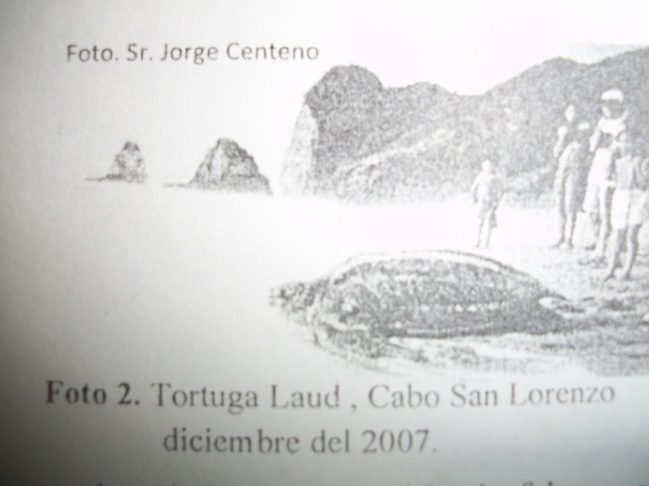 Foto. Sr. Jorge Centeno
Foto 2. Tortuga Laud , Cabo San Lorenzo
diciembre del 2007.